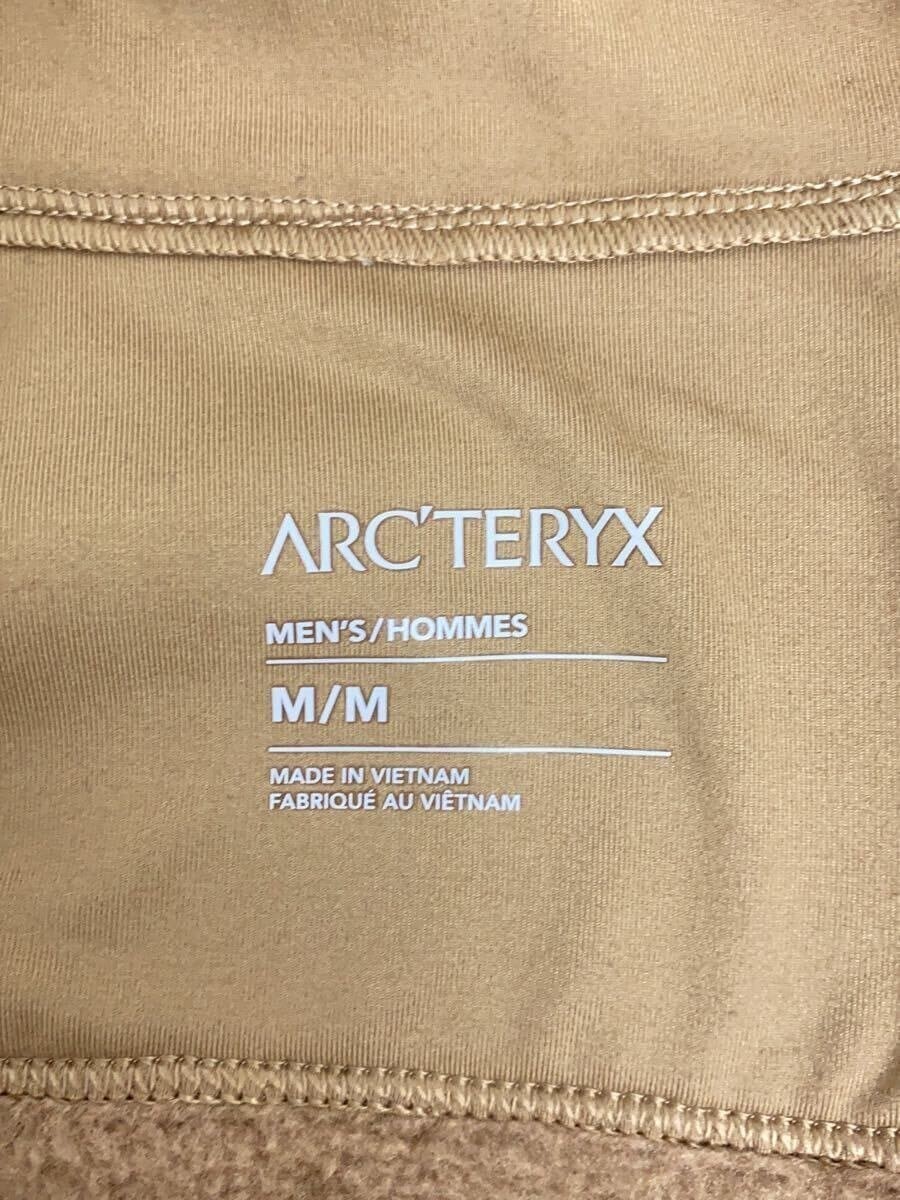 ARC'TERYX
MEN'S/HOMMES
M/M
MADE IN VIETNAM
FABRIQUÉ AU VIÊTNAM